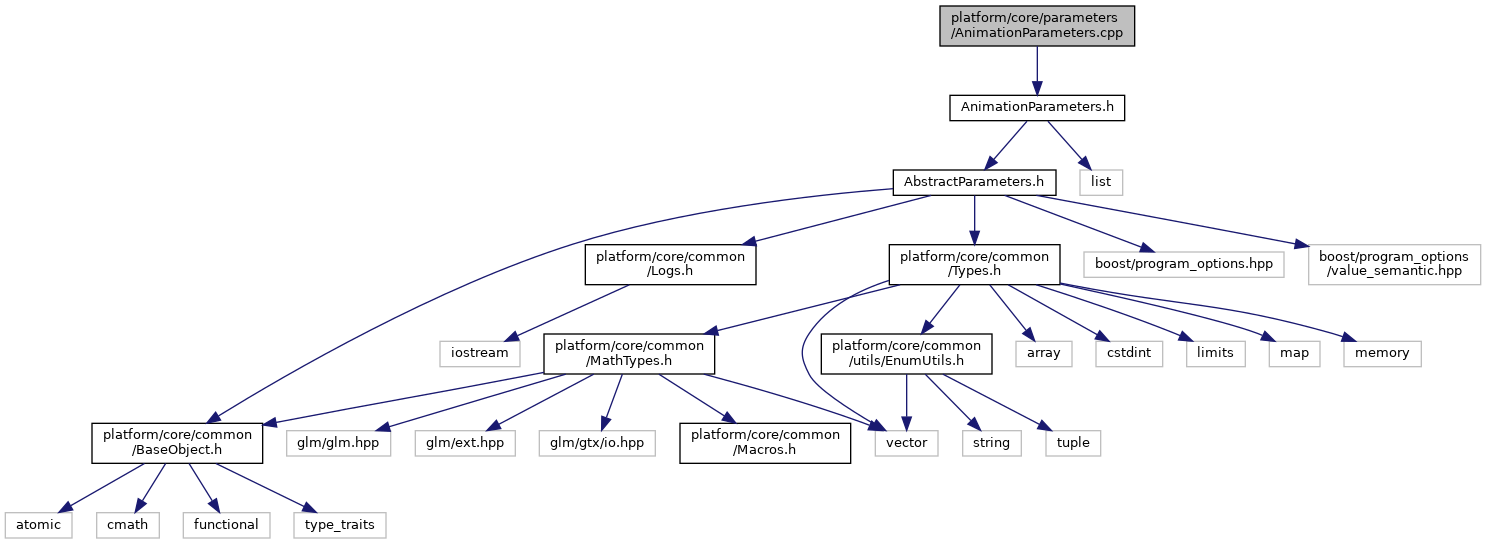 platform/core/parameters
/AnimationParameters.cpp
AnimationParameters.h
AbstractParameters.h
list
platform/core/common
/Logs.h
platform/core/common
/Types.h
boost/program_options.hpp
boost/program_options
/value_semantic.hpp
iostream
platform/core/common
/MathTypes.h
platform/core/common
/utils/EnumUtils.h
array
cstdint
limits
map
memory
platform/core/common
/BaseObject.h
glm/glm.hpp
glm/ext.hpp
glm/gtx/io.hpp
platform/core/common
/Macros.h
vector
string
tuple
atomic
cmath
functional
type_traits